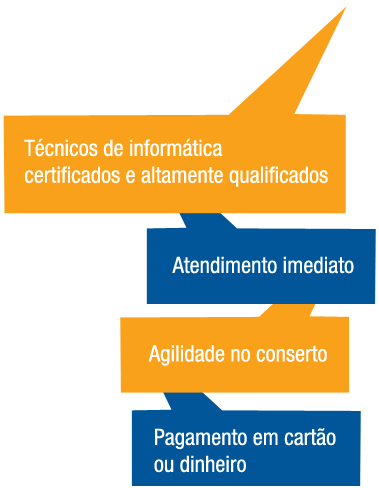 Técnicos de informática
certificados e altamente qualificados
Atendimento imediato
Agilidade no conserto
Pagamento em cartão
ou dinheiro